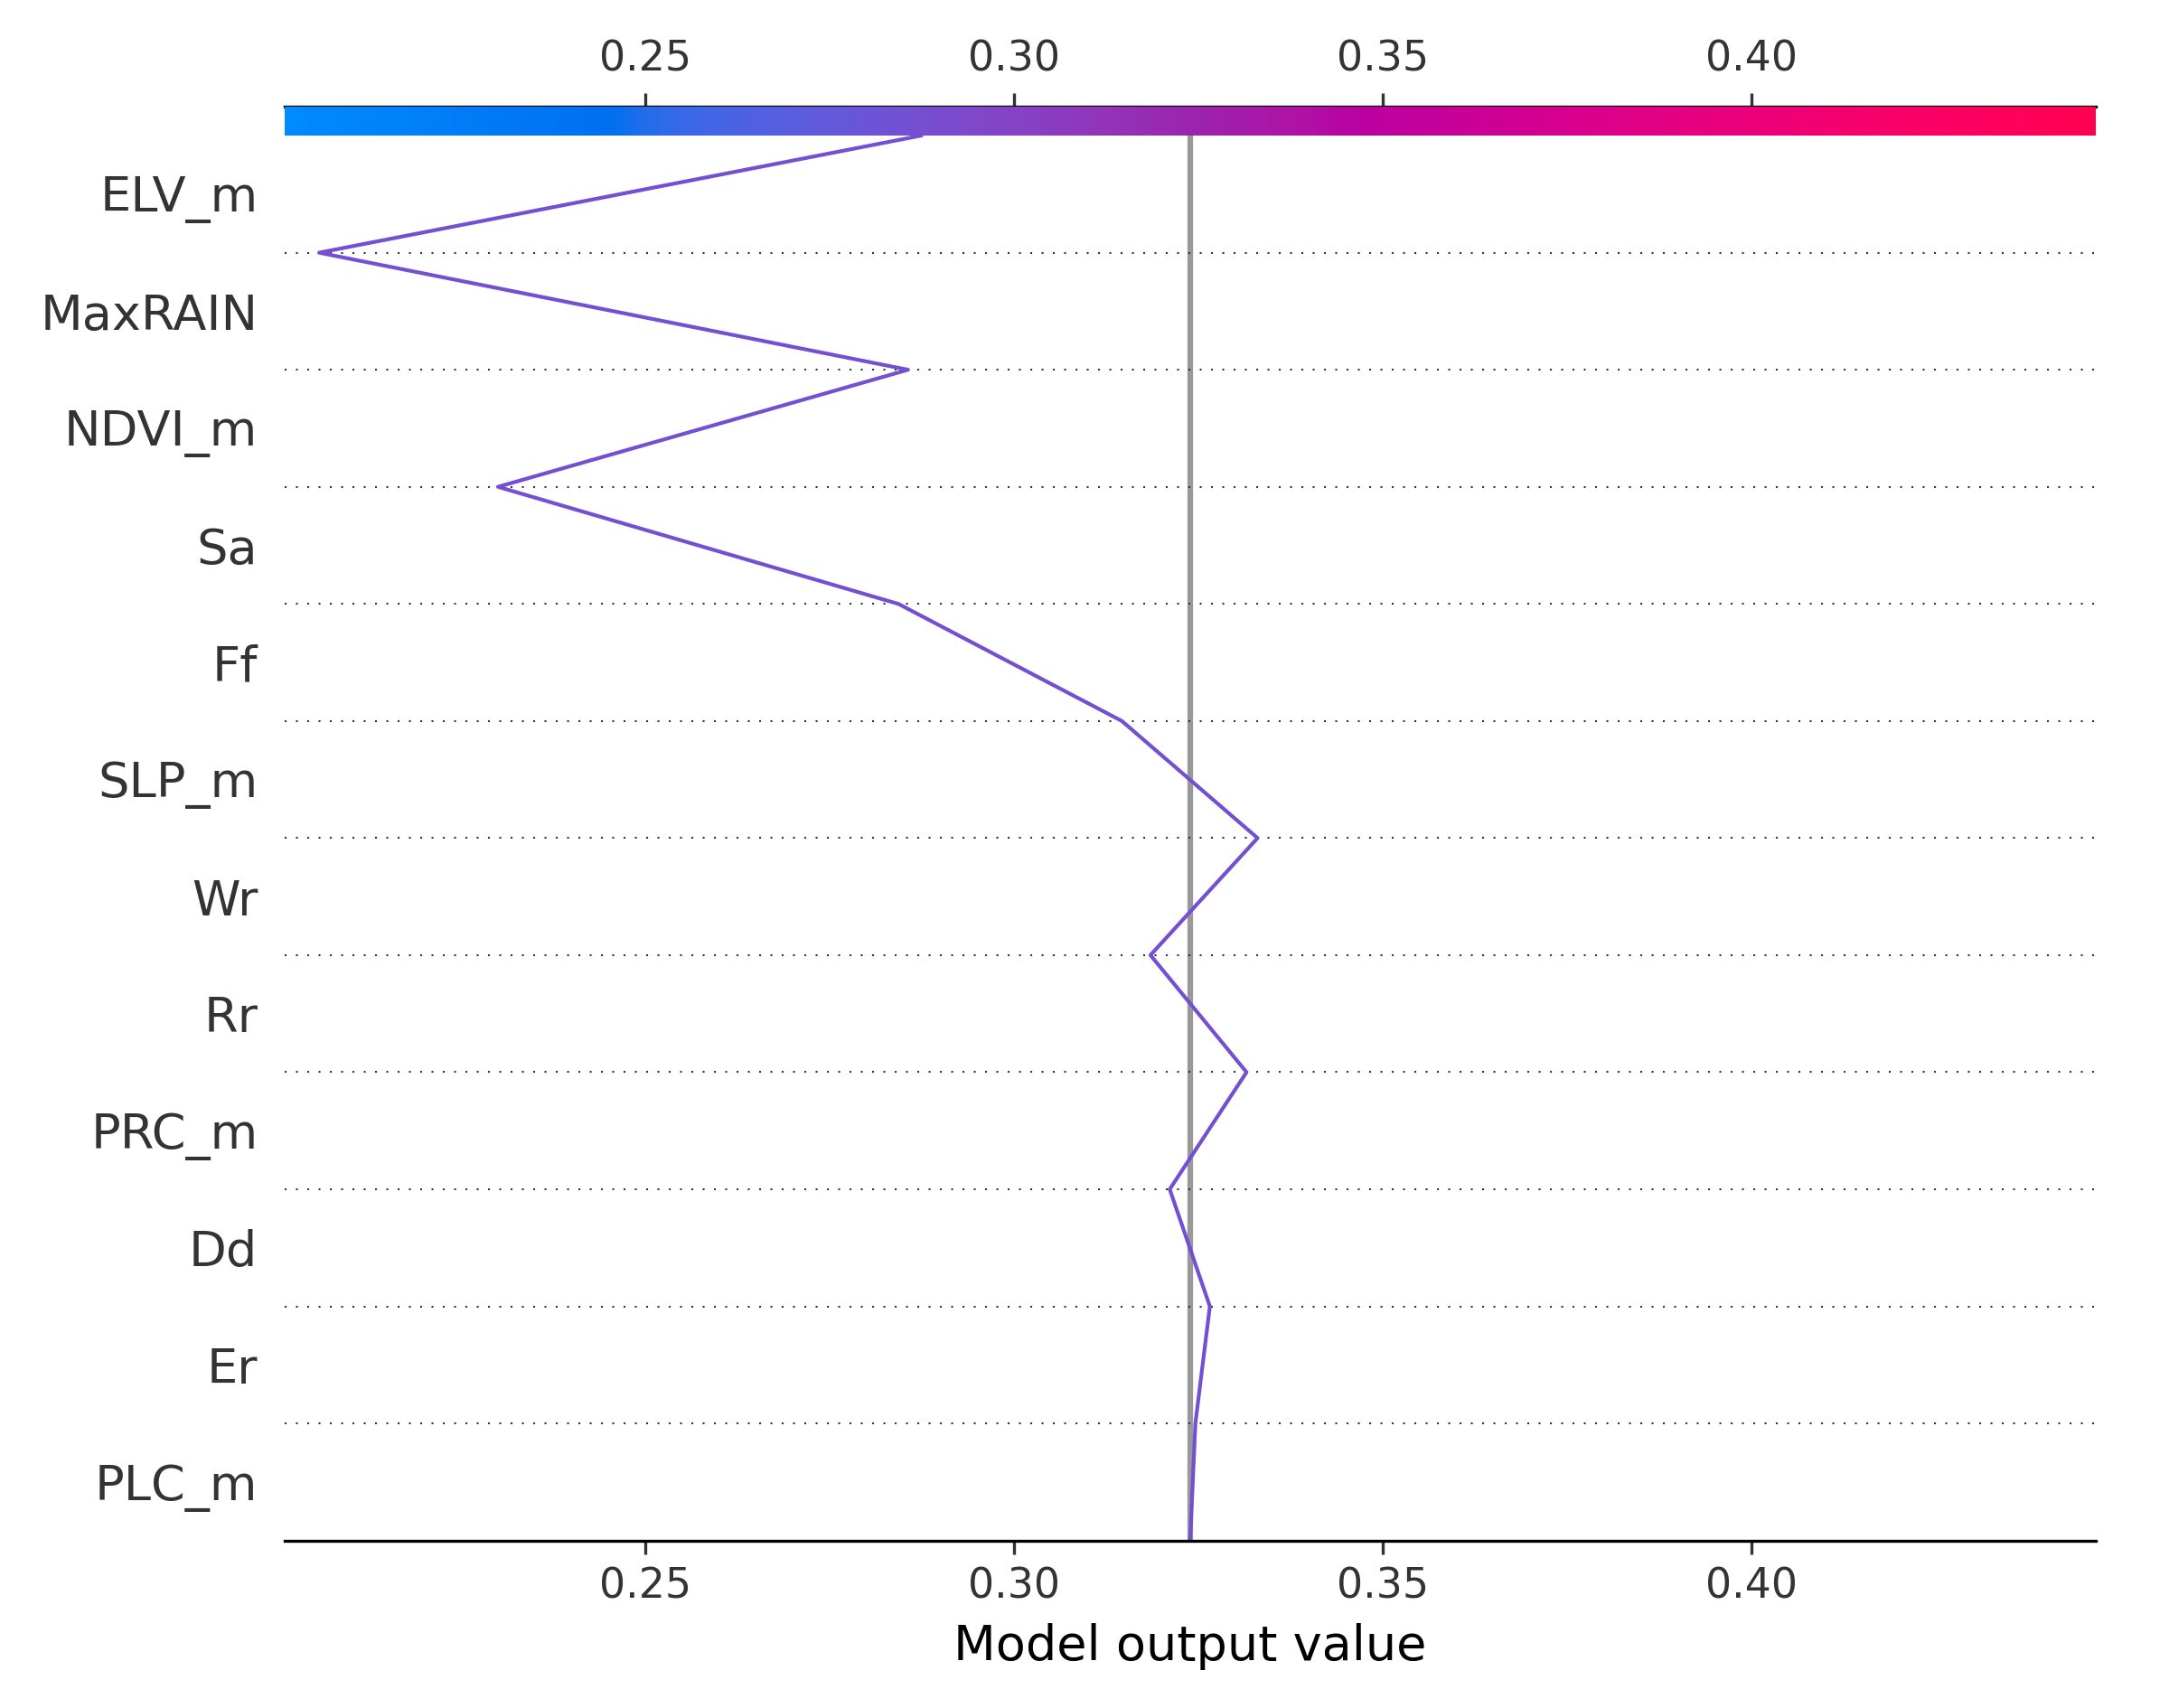 0.25 0.30 0.35 0.40
ELV_m
MaxRAIN
NDVI_m
Sa
Ff
SLP_m
Wr
Rr
PRC_m
Dd
Er
PLC_m
0.25 0.30 0.35 0.40
Model output value